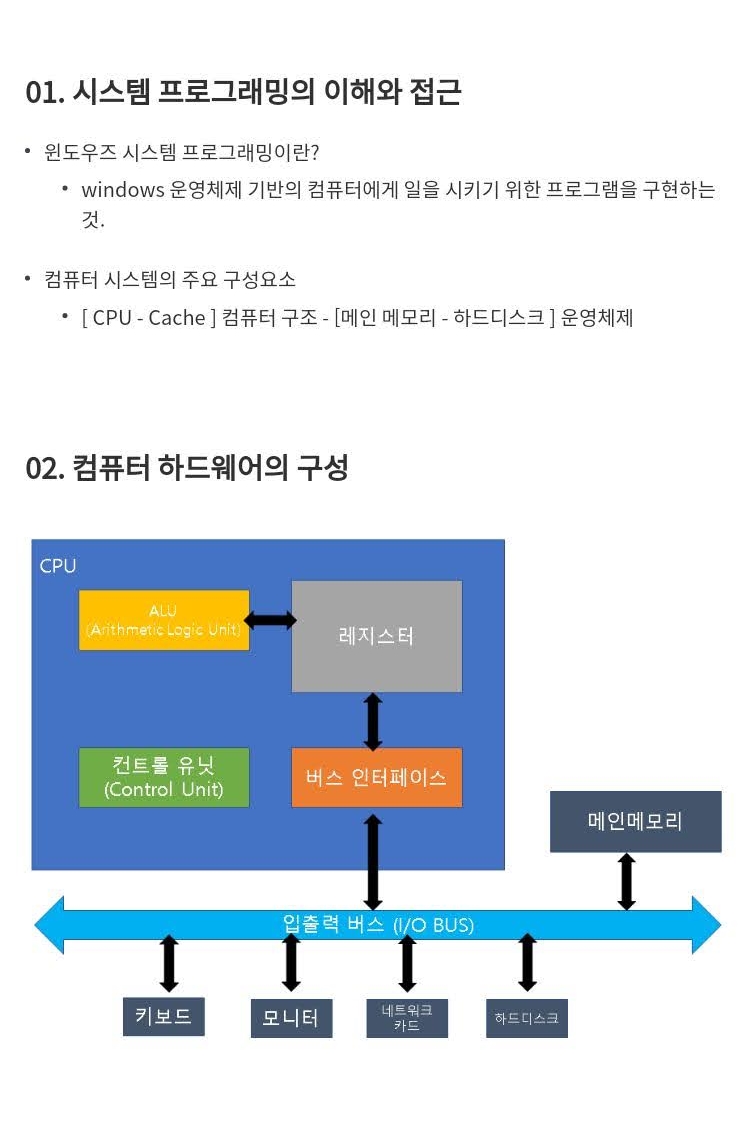 01. 시스템 프로그래밍의 이해와 접근
• 윈도우즈 시스템 프로그래밍이란?
• windows 운영체제 기반의 컴퓨터에게 일을 시키기 위한 프로그램을 구현하는
것.
• 컴퓨터 시스템의 주요 구성요소
• [ CPU - Cache ] 컴퓨터 구조 - [메인 메모리 - 하드디스크 ] 운영체제
02. 컴퓨터 하드웨어의 구성
CPU
ALU
(Arithmetic Logic Unit)
레지스터
컨트롤 유닛
(Control Unit)
버스 인터페이스
메인메모리
입출력 버스 (I/O BUS)
키보드
모니터
네트워크
카드
하드디스크